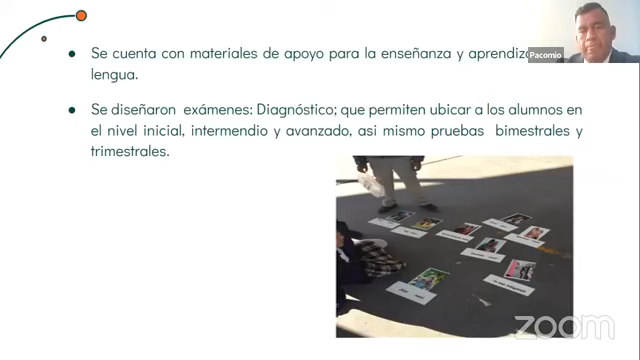 Se cuenta con materiales de apoyo para la enseñanza y
lengua.
Se diseñaron exámenes: Diagnóstico; que permiten ubicar a los alumnos en
el nivel inicial, intermendio y avanzado, asi mismo pruebas bimestrales y
trimestrales.
Pacomio
zoom